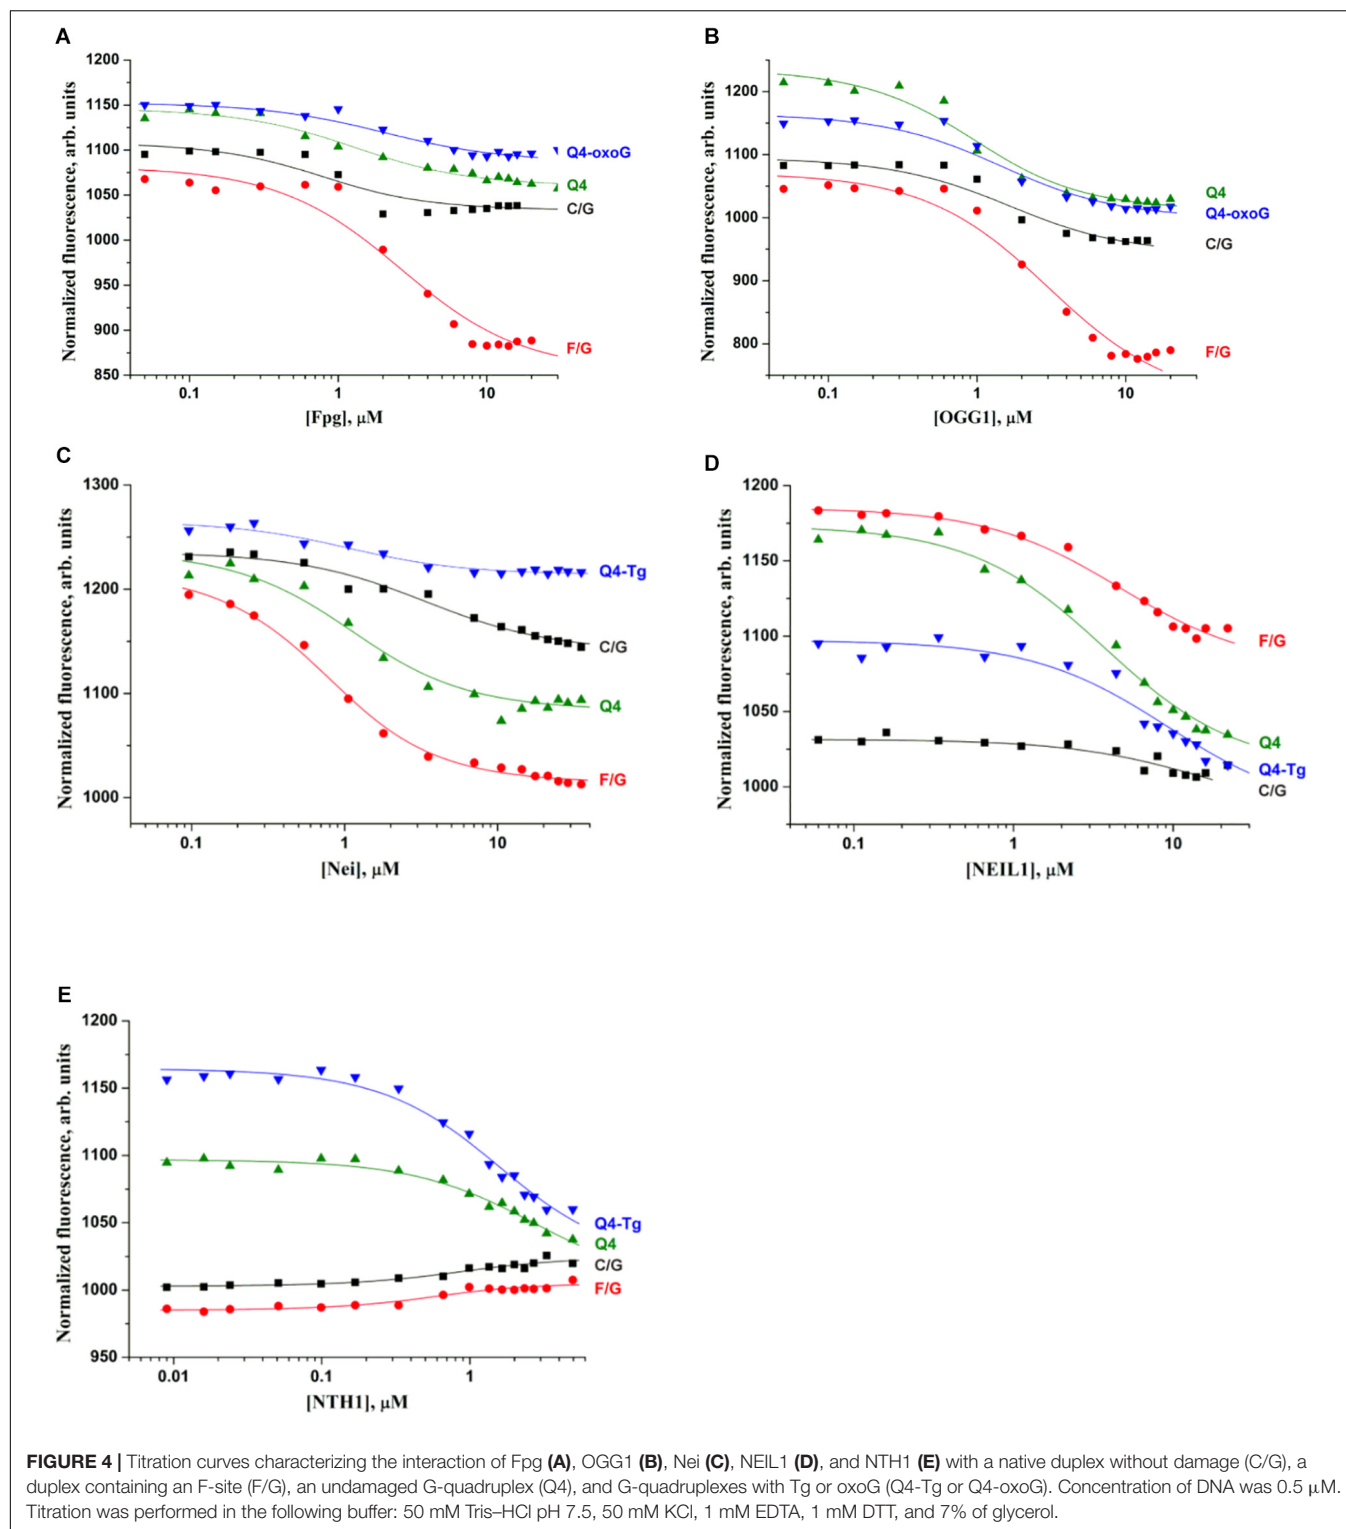 A
Normalized fluorescence, arb. units
1200
1150
1100
1050
1000
950
900
850
0.1
1
10
[Fpg], μM
Q4-oxoG
Q4
C/G
F/G
B
Normalized fluorescence, arb. units
1200
1100
1000
900
800
0.1
1
10
[OGG1], μM
Q4
Q4-oxoG
C/G
F/G
C
Normalized fluorescence, arb. units
1300
1200
1100
1000
0.1
1
10
[Nei], μM
Q4-Tg
C/G
Q4
F/G
D
Normalized fluorescence, arb. units
1200
1150
1100
1050
1000
0.1
1
10
[NEIL1], μM
F/G
Q4
Q4-Tg
C/G
E
Normalized fluorescence, arb. units
1200
1150
1100
1050
1000
950
0.01
0.1
1
[NTH1], μM
Q4-Tg
Q4
C/G
F/G
FIGURE 4 | Titration curves characterizing the interaction of Fpg (A), OGG1 (B), Nei (C), NEIL1 (D), and NTH1 (E) with a native duplex without damage (C/G), a
duplex containing an F-site (F/G), an undamaged G-quadruplex (Q4), and G-quadruplexes with Tg or oxoG (Q4-Tg or Q4-oxoG). Concentration of DNA was 0.5 μM.
Titration was performed in the following buffer: 50 mM Tris–HCl pH 7.5, 50 mM KCl, 1 mM EDTA, 1 mM DTT, and 7% of glycerol.